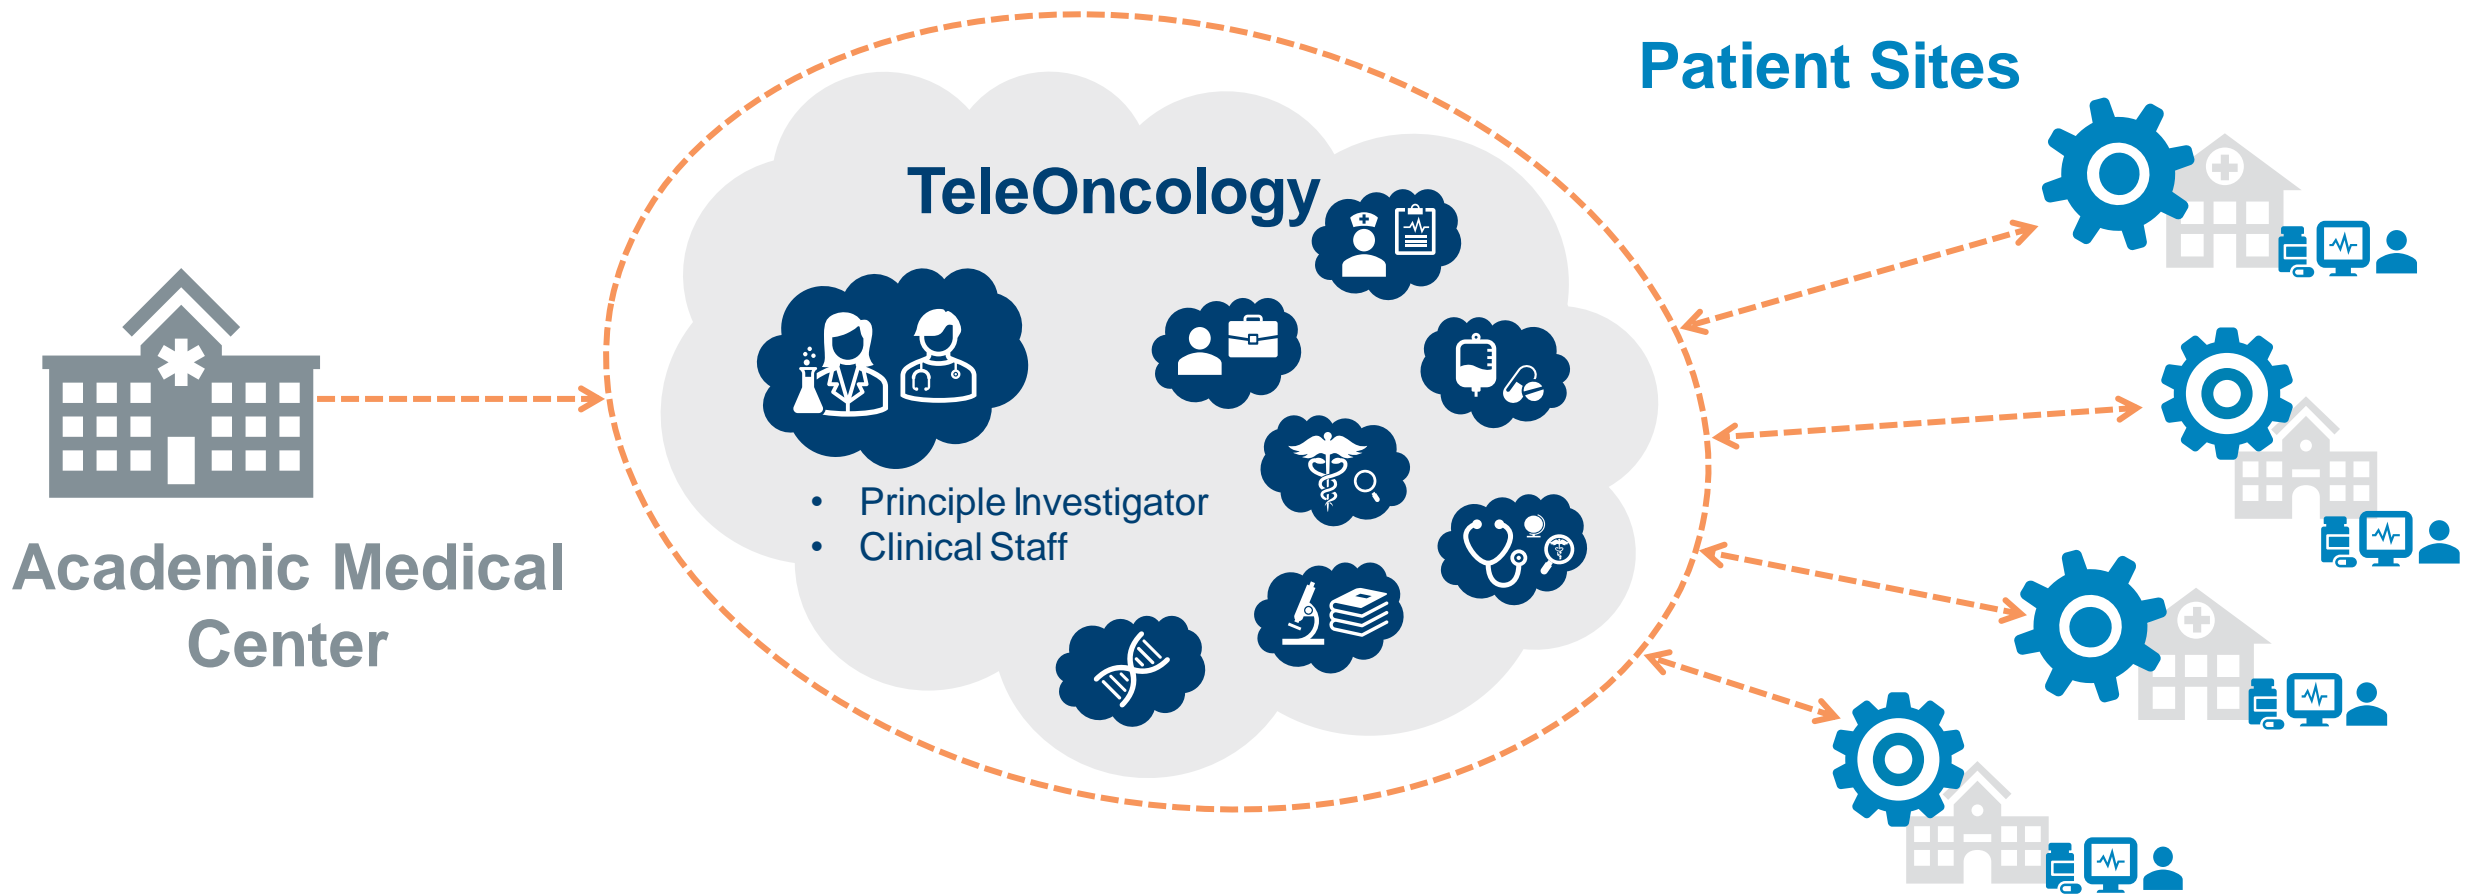 Patient Sites
TeleOncology
• Principle Investigator
• Clinical Staff
Academic Medical
Center